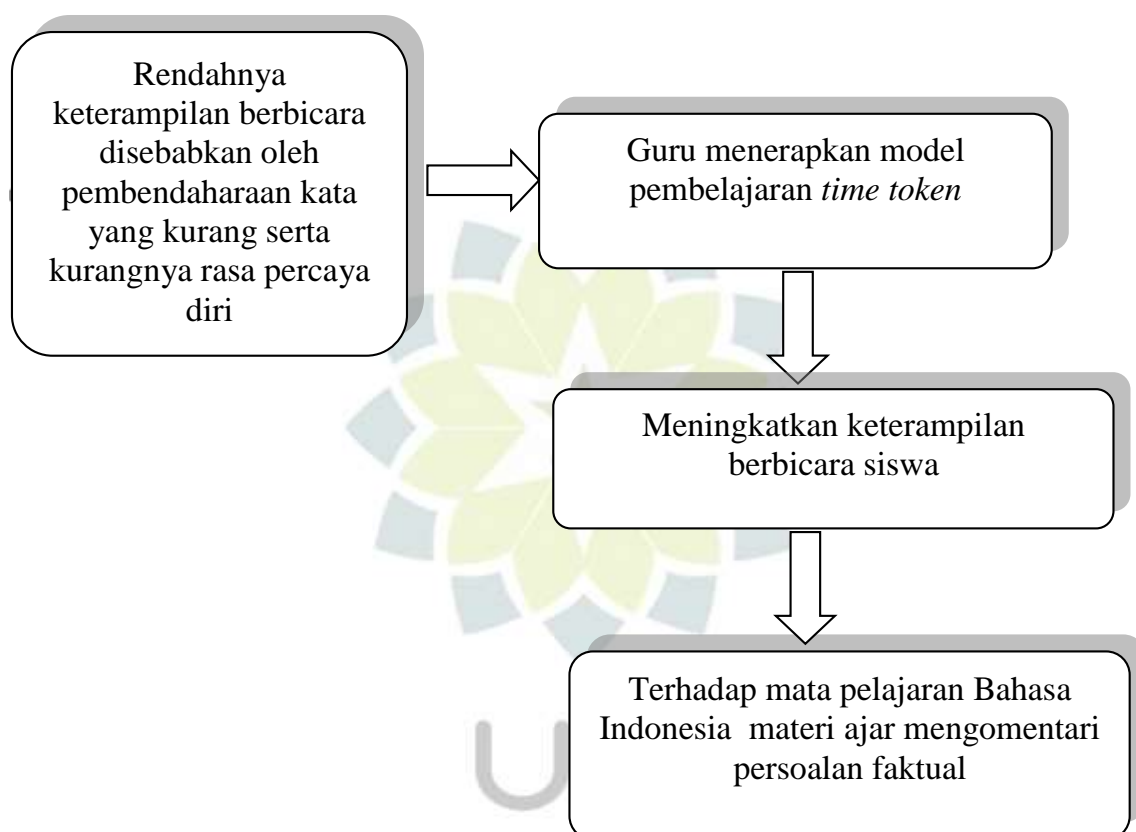 Rendahnya
keterampilan berbicara
disebabkan oleh
pembendaharaan kata
yang kurang serta
kurangnya rasa percaya
diri
Guru menerapkan model
pembelajaran time token
Meningkatkan keterampilan
berbicara siswa
Terhadap mata pelajaran Bahasa
Indonesia materi ajar mengomentari
persoalan faktual